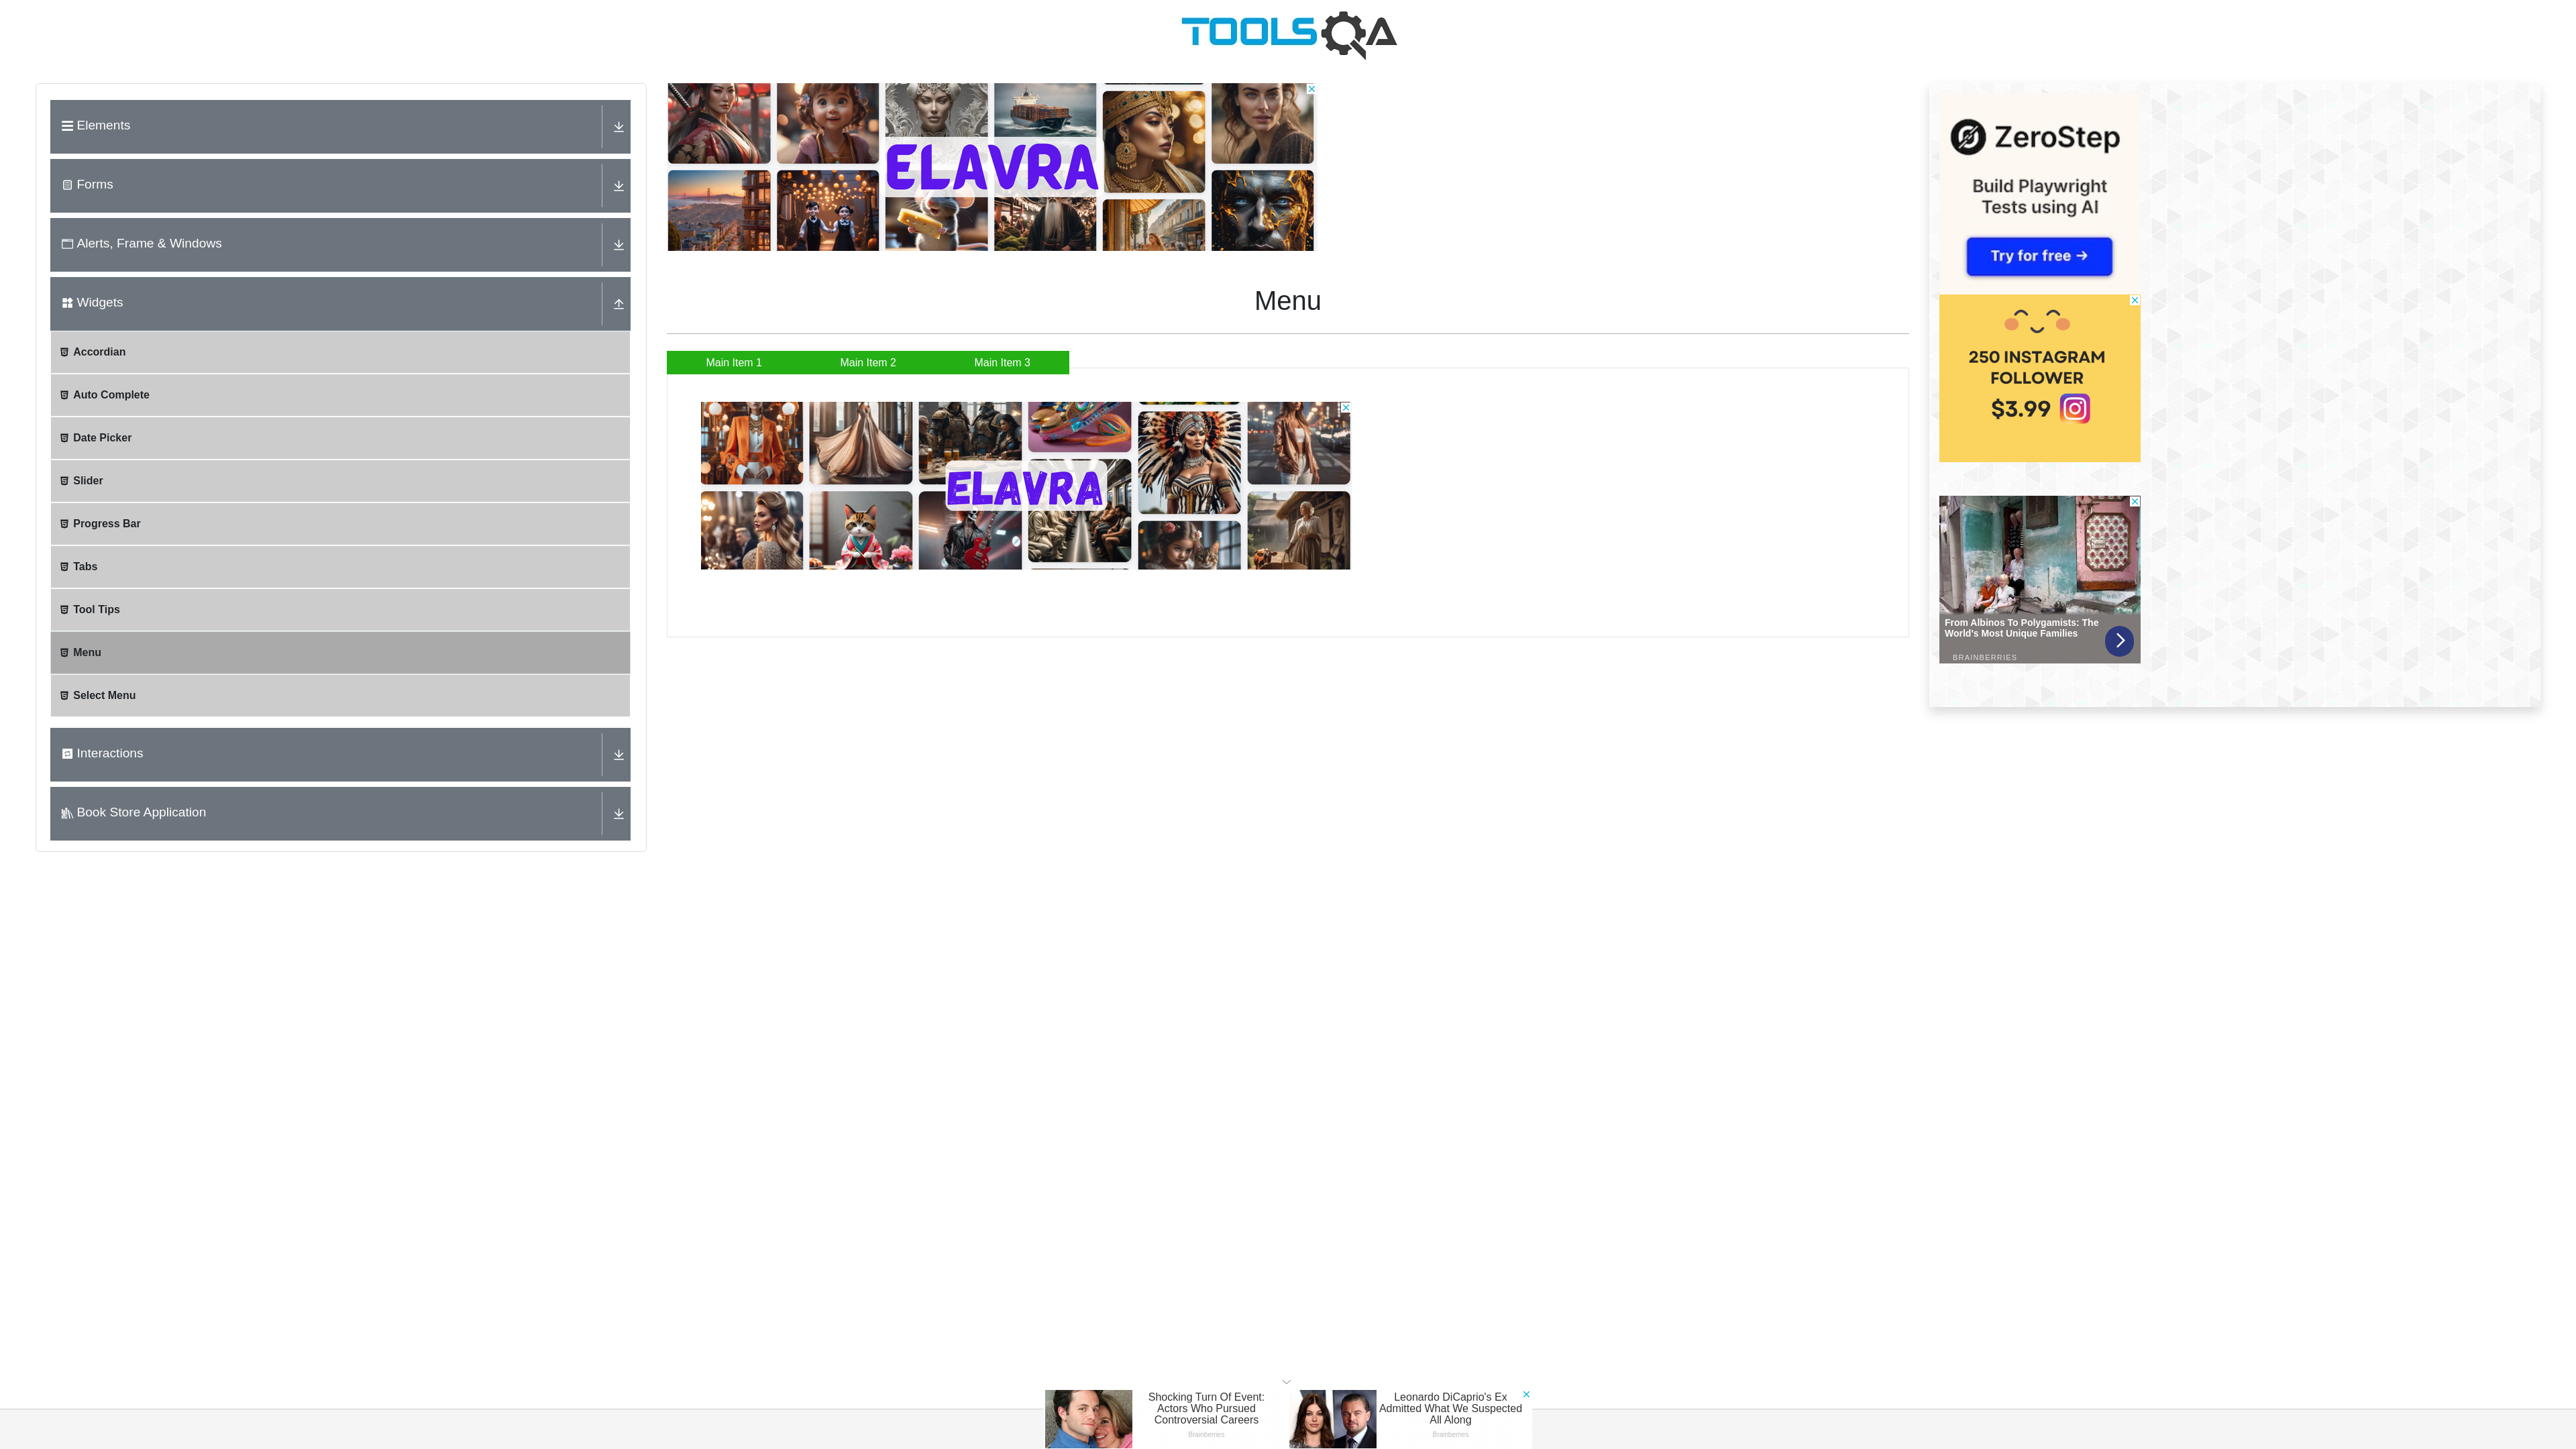 TOOLSQA
Elements
Forms
Alerts, Frame & Windows
Widgets
Accordian
Auto Complete
Date Picker
Slider
Progress Bar
Tabs
Tool Tips
Menu
Select Menu
Interactions
Book Store Application
ELAVRA
Menu
Main Item 1
Main Item 2
Main Item 3
ELAVRA
ZeroStep
Build Playwright
Tests using AI
Try for free →
250 INSTAGRAM
FOLLOWER
$3.99
From Albinos To Polygamists: The
World's Most Unique Families
BRAINBERRIES
Shocking Turn Of Event:
Actors Who Pursued
Controversial Careers
Brainberries
Leonardo DiCaprio's Ex
Admitted What We Suspected
All Along
Brainberries